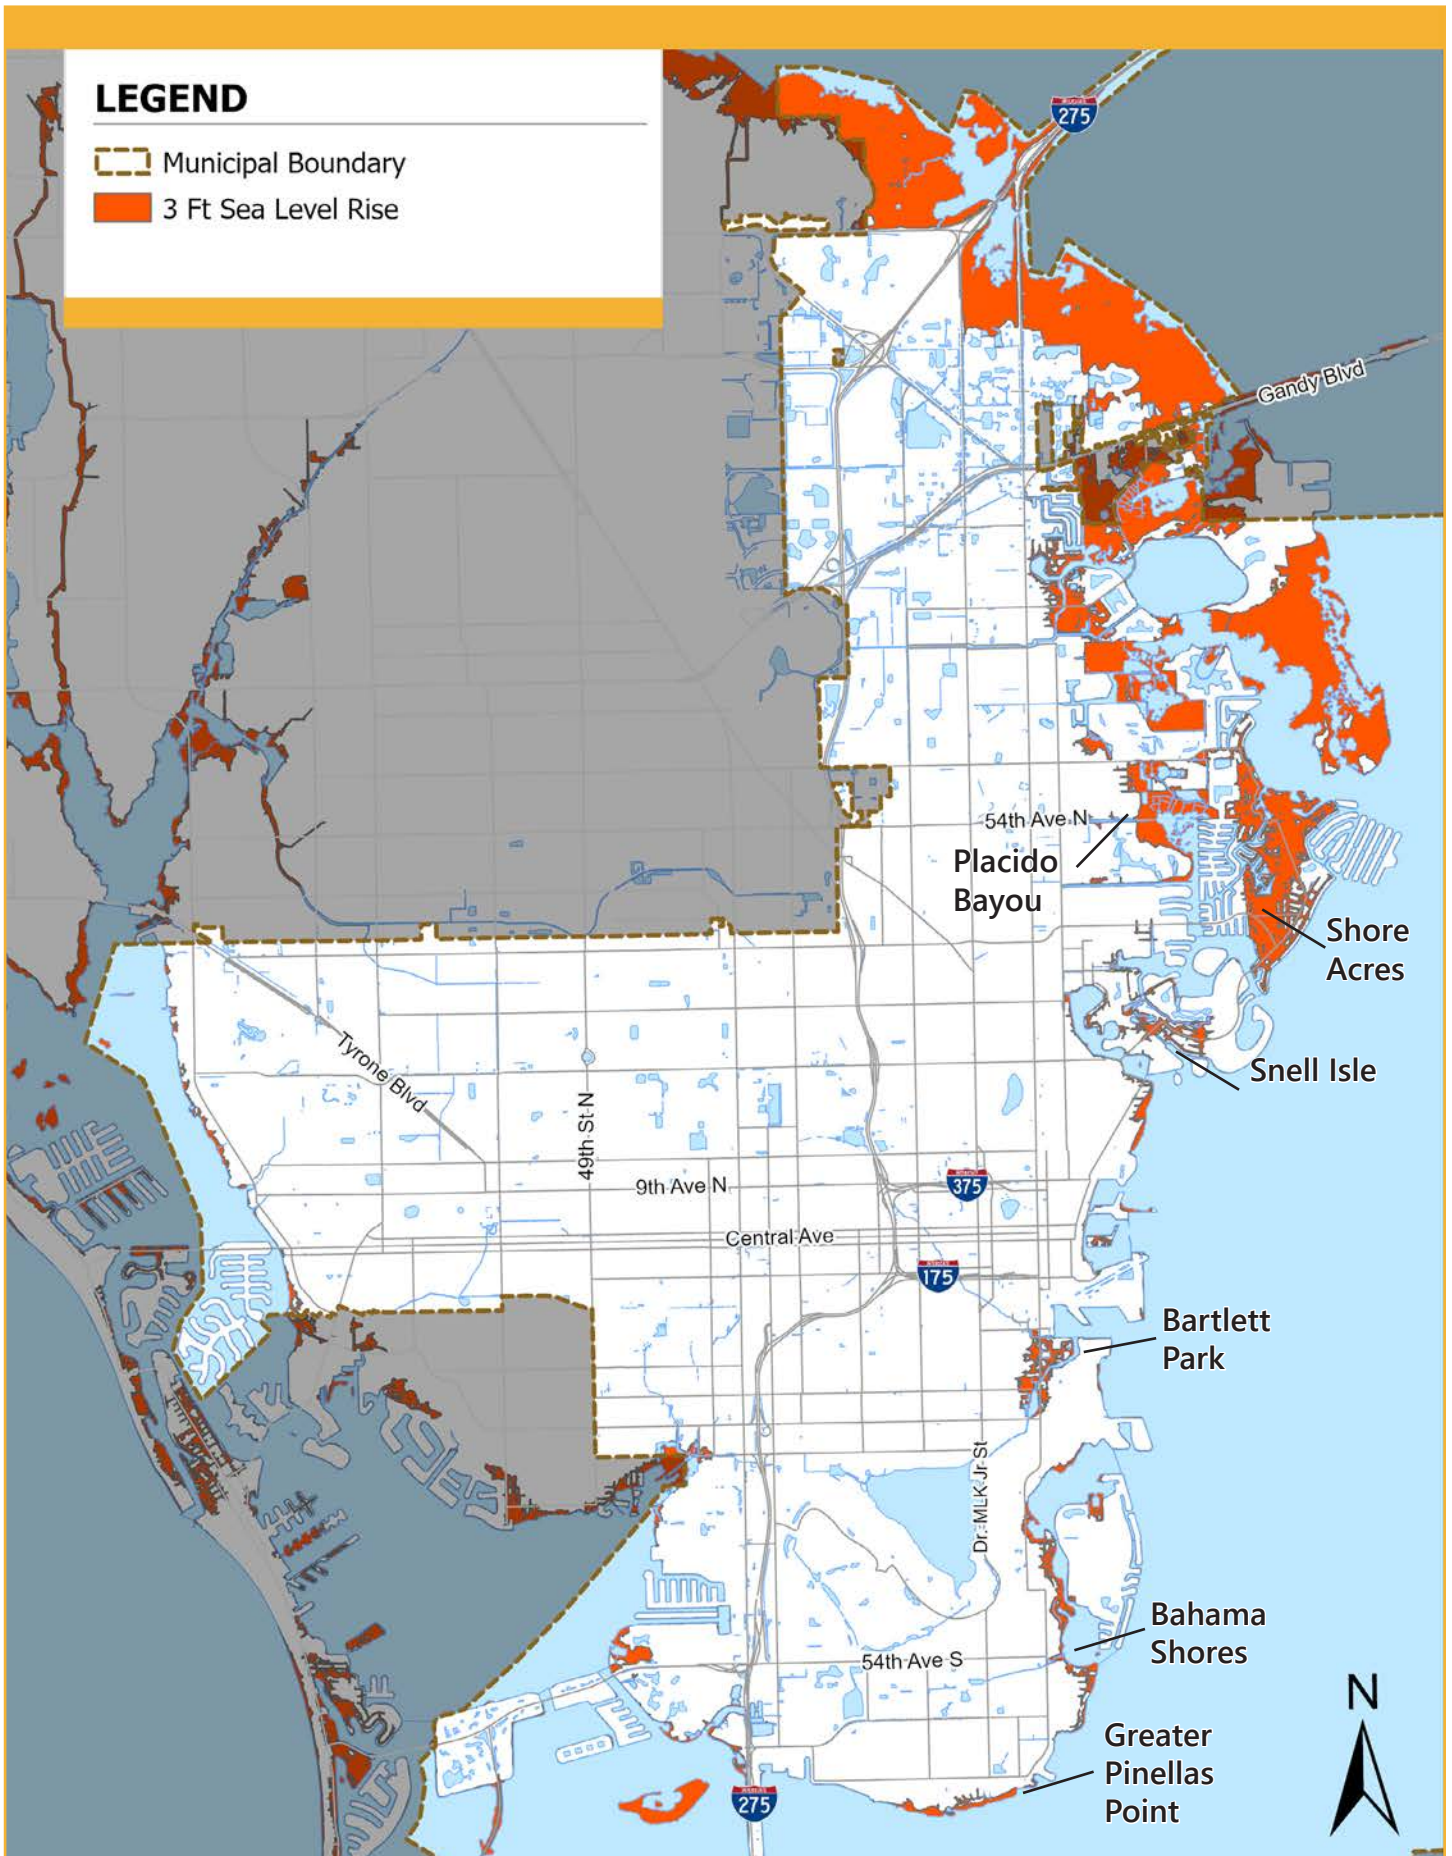 LEGEND
Municipal Boundary
3 Ft Sea Level Rise
275
Gandy Blvd
54th Ave N
Placido
Bayou
Shore
Acres
Snell Isle
Tyrone Blvd
49th St N
9th Ave N
375
Central Ave
175
Bartlett
Park
Dr. MLK Jr St
Bahama
Shores
54th Ave S
Greater
Pinellas
Point
275
N